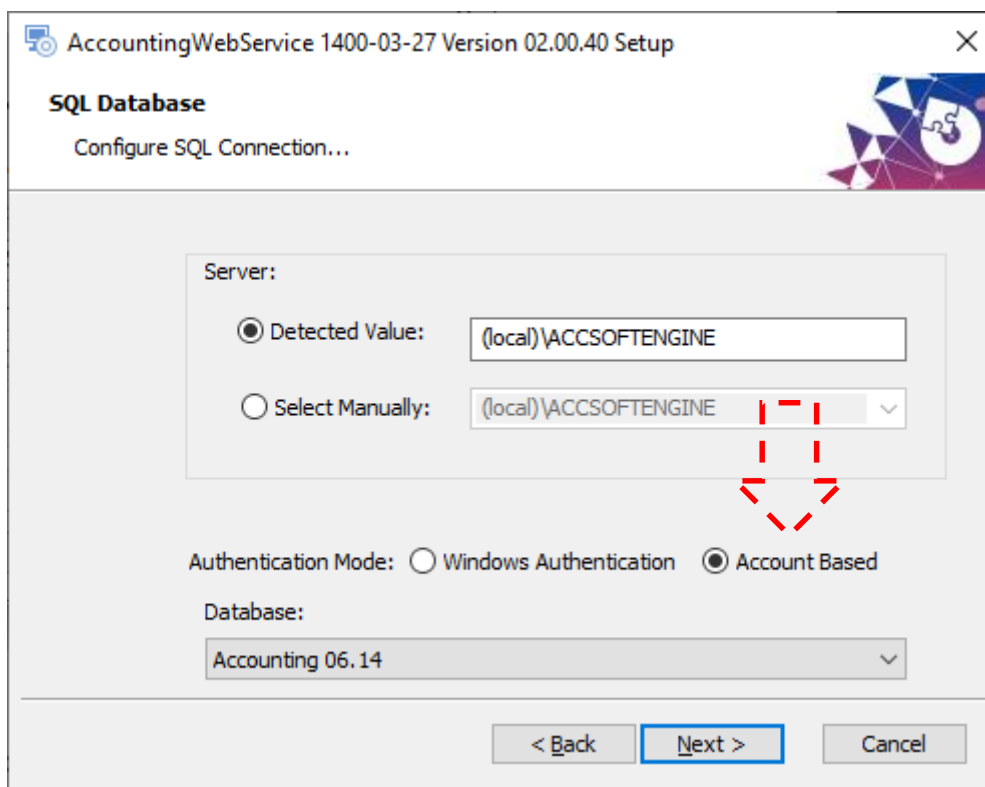 AccountingWebService 1400-03-27 Version 02.00.40 Setup
SQL Database
Configure SQL Connection...
Server:
Detected Value: (local)\ACCSOFTENGINE
Select Manually: (local)\ACCSOFTENGINE
Authentication Mode: Windows Authentication Account Based
Database:
Accounting 06.14
< Back Next > Cancel